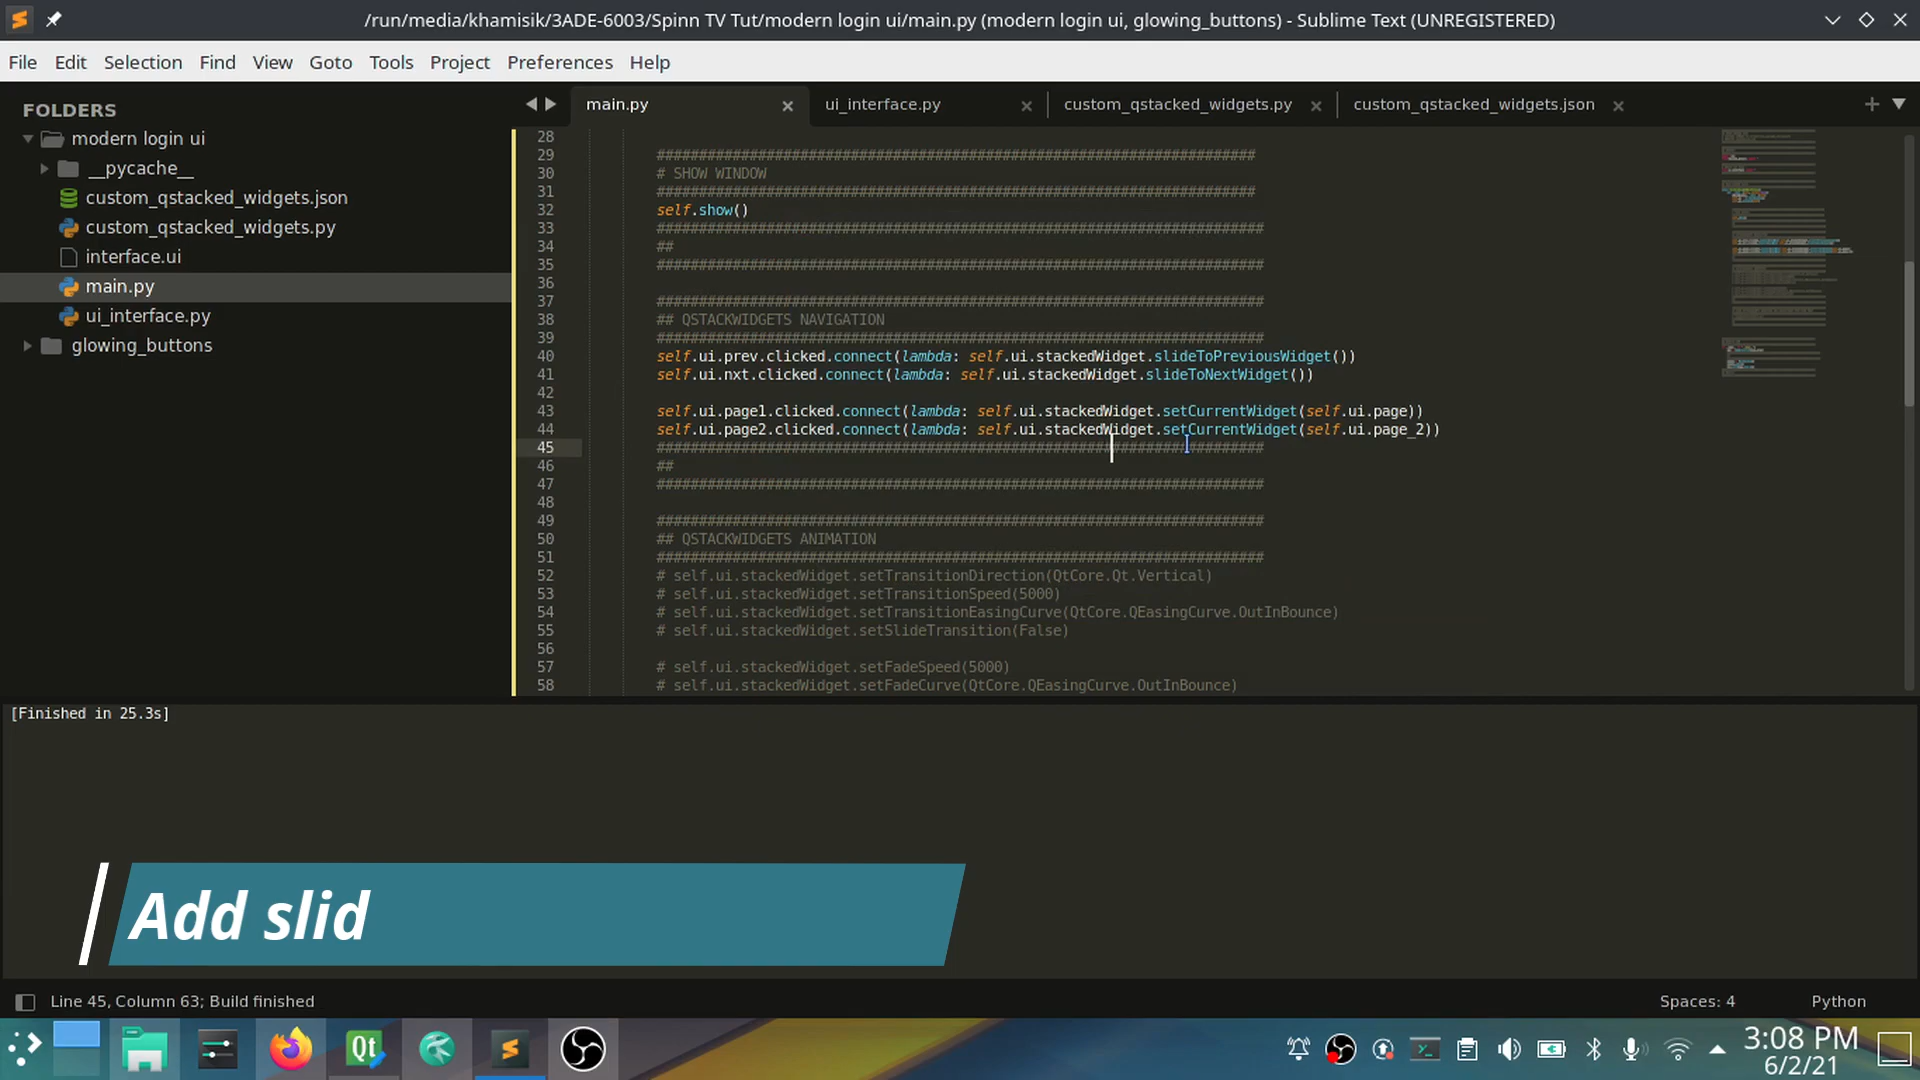 /run/media/khamisik/3ADE-6003/Spinn TV Tut/modern login ui/main.py (modern login ui, glowing_buttons) - Sublime Text (UNREGISTERED)
File Edit Selection Find View Goto Tools Project Preferences Help
FOLDERS
modern login ui
__pycache__
custom_qstacked_widgets.json
custom_qstacked_widgets.py
interface.ui
main.py
ui_interface.py
glowing_buttons
main.py ui_interface.py custom_qstacked_widgets.py custom_qstacked_widgets.json
28
29 #######################################################################
30 # SHOW WINDOW
31 #######################################################################
32 self.show()
33 ########################################################################
34 ##
35 ########################################################################
36
37 ########################################################################
38 ## QSTACKWIDGETS NAVIGATION
39 ########################################################################
40 self.ui.prev.clicked.connect(lambda: self.ui.stackedWidget.slideToPreviousWidget())
41 self.ui.nxt.clicked.connect(lambda: self.ui.stackedWidget.slideToNextWidget())
42
43 self.ui.page1.clicked.connect(lambda: self.ui.stackedWidget.setCurrentWidget(self.ui.page))
44 self.ui.page2.clicked.connect(lambda: self.ui.stackedWidget.setCurrentWidget(self.ui.page_2))
45 ########################################################################
46 ##
47 ########################################################################
48
49 ########################################################################
50 ## QSTACKWIDGETS ANIMATION
51 ########################################################################
52 # self.ui.stackedWidget.setTransitionDirection(QtCore.Qt.Vertical)
53 # self.ui.stackedWidget.setTransitionSpeed(5000)
54 # self.ui.stackedWidget.setTransitionEasingCurve(QtCore.QEasingCurve.OutInBounce)
55 # self.ui.stackedWidget.setSlideTransition(False)
56
57 # self.ui.stackedWidget.setFadeSpeed(5000)
58 # self.ui.stackedWidget.setFadeCurve(QtCore.QEasingCurve.OutInBounce)
[Finished in 25.3s]
Add slid
Line 45, Column 63; Build finished
Spaces: 4 Python
Qt
3:08 PM
6/2/21